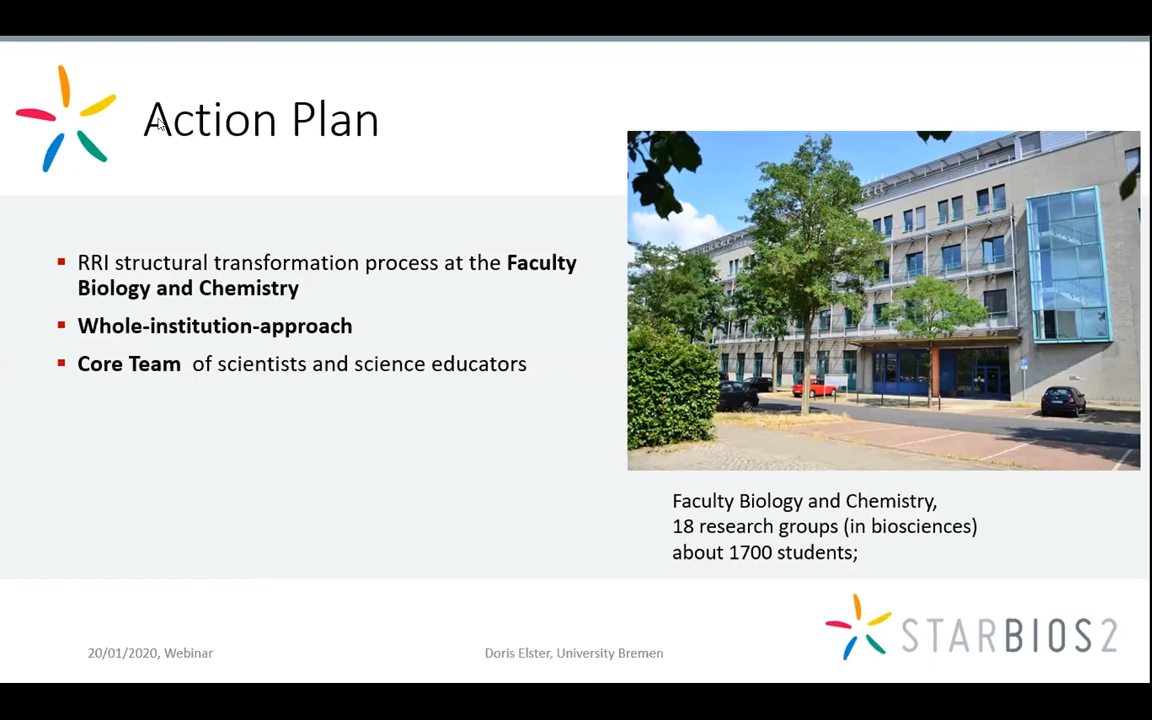 Action Plan
RRI structural transformation process at the Faculty
Biology and Chemistry
Whole-institution-approach
Core Team of scientists and science educators
Faculty Biology and Chemistry,
18 research groups (in biosciences)
about 1700 students;
STARBIOS2
20/01/2020, Webinar
Doris Elster, University Bremen